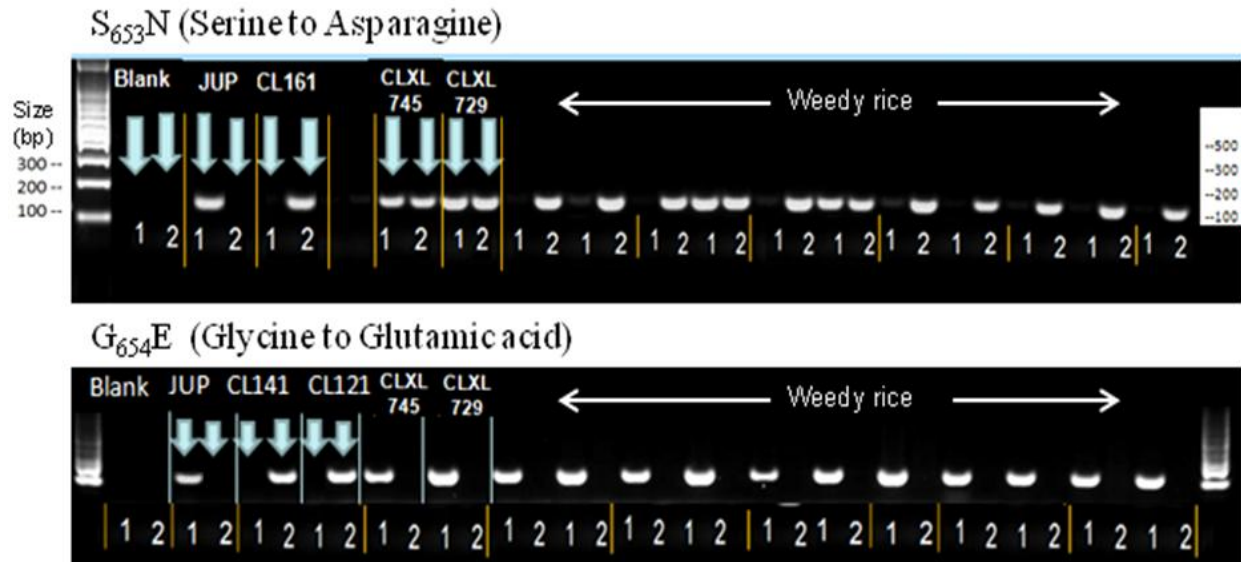 S₆₅₃N (Serine to Asparagine)
Blank JUP CL161 CLXL 745 CLXL 729 Weedy rice
Size (bp)
300 --
200 --
100 --
--500
--300
--200
--100
1 2 1 2 1 2 1 2 1 2 1 2 1 2 1 2 1 2 1 2 1 2 1 2 1 2 1 2 1 2 1 2
G₆₅₄E (Glycine to Glutamic acid)
Blank JUP CL141 CL121 CLXL 745 CLXL 729 Weedy rice
1 2 1 2 1 2 1 2 1 2 1 2 1 2 1 2 1 2 1 2 1 2 1 2 1 2 1 2 1 2 1 2 1 2